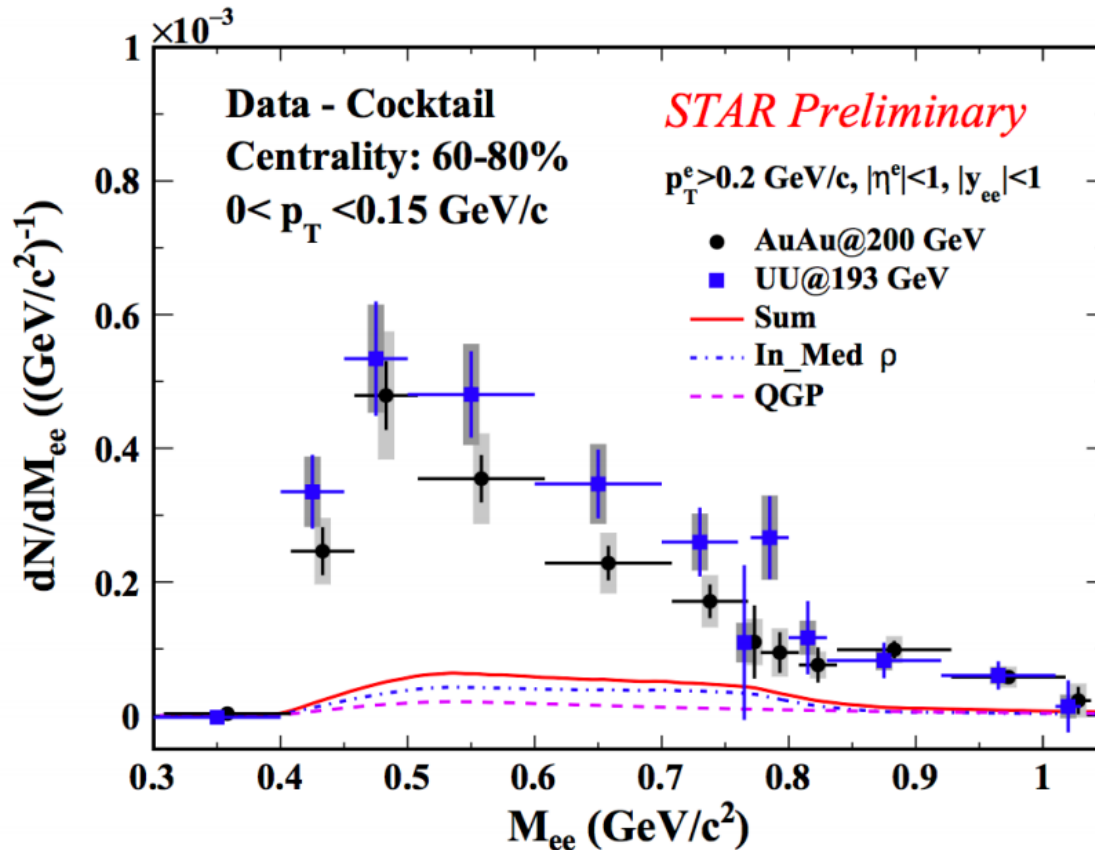 ×10⁻³
Data - Cocktail
Centrality: 60-80%
0< p_T <0.15 GeV/c
STAR Preliminary
p_T^e>0.2 GeV/c, |η^e|<1, |y_ee|<1
AuAu@200 GeV
UU@193 GeV
Sum
In_Med ρ
QGP
dN/dM_ee ((GeV/c²)⁻¹)
1
0.8
0.6
0.4
0.2
0
0.3 0.4 0.5 0.6 0.7 0.8 0.9 1
M_ee (GeV/c²)